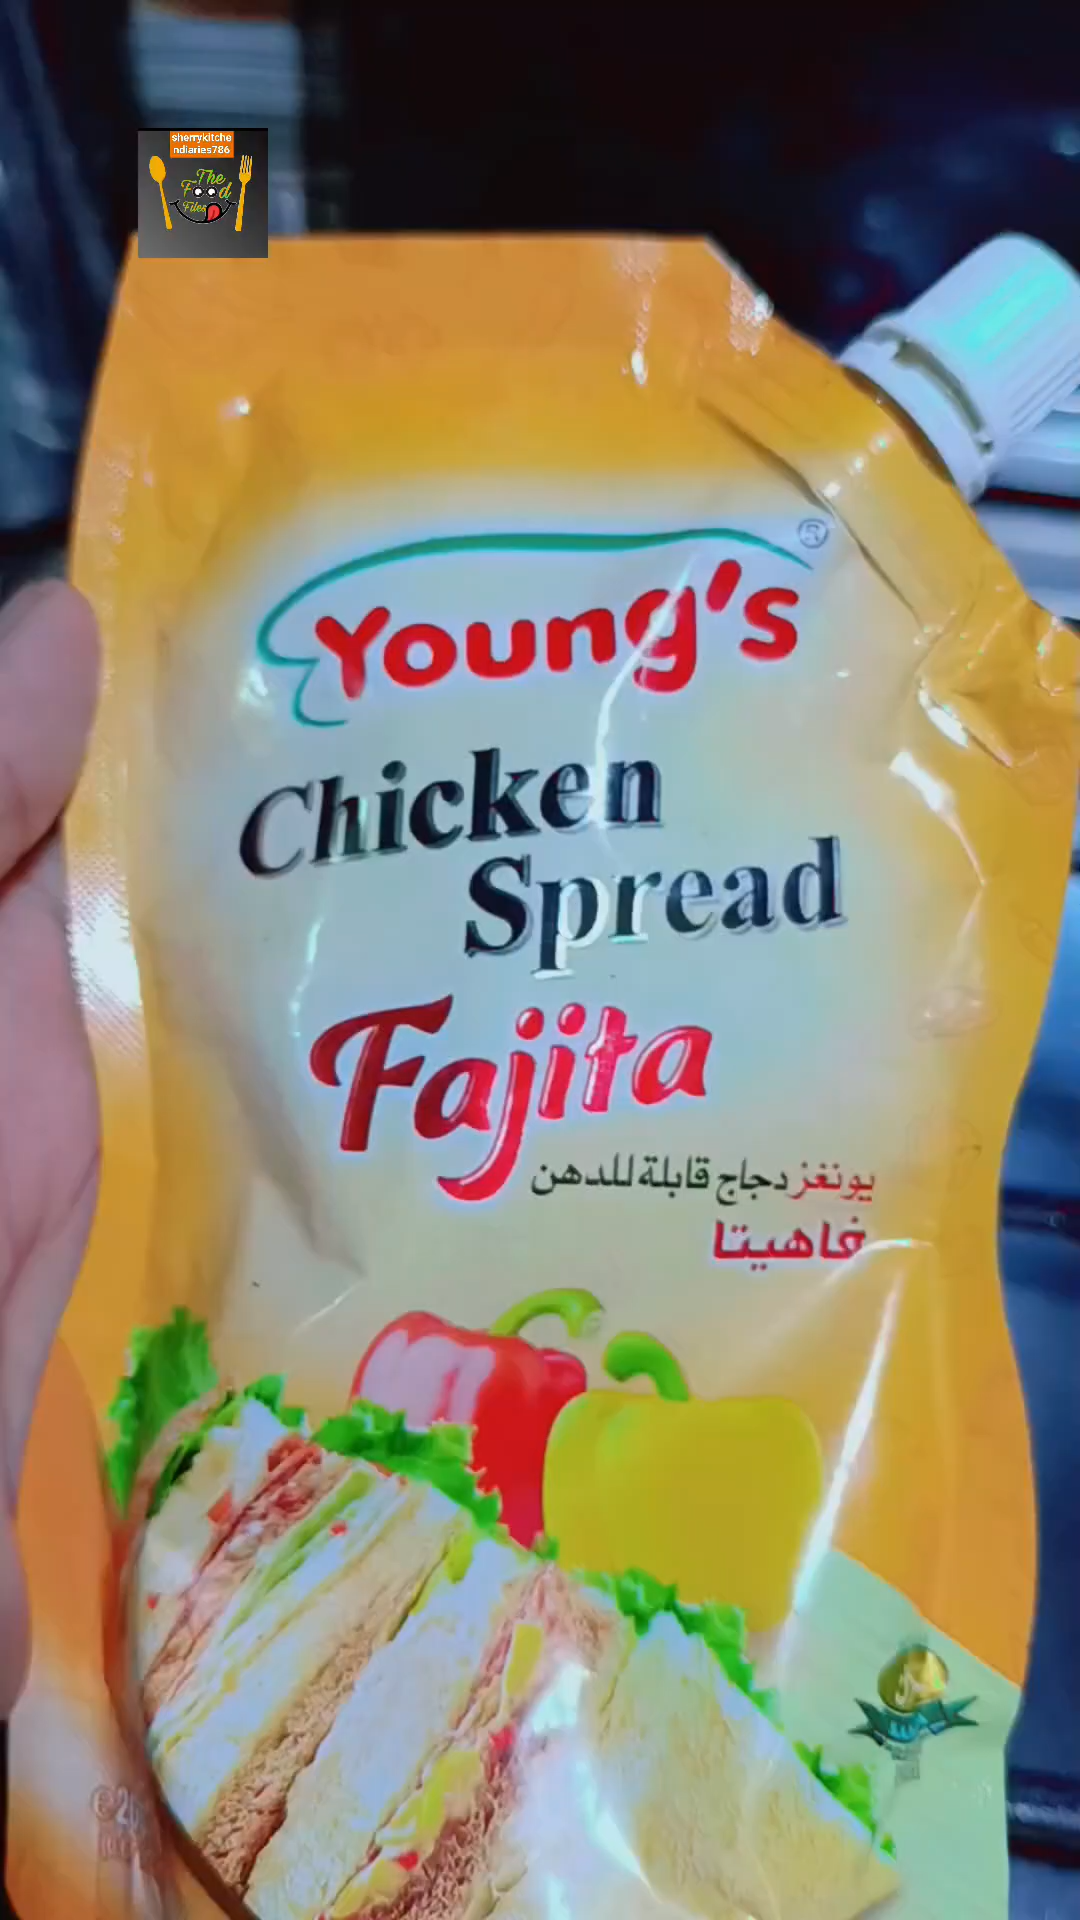 sherrykitche
ndiaries786
The
Food
Files
Young's®
Chicken
Spread
Fajita
يونغز دجاج قابلة للدهن
فاهيتا